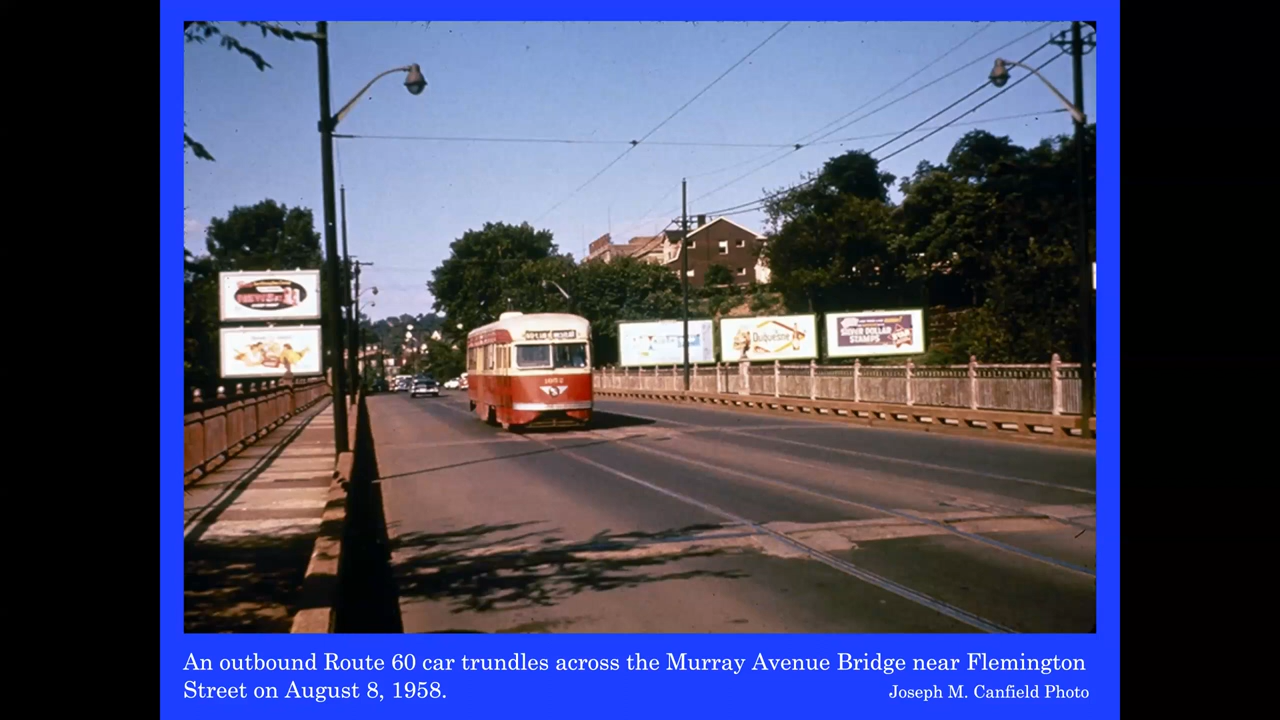 Duquesne
SILVER DOLLAR
STAMPS
An outbound Route 60 car trundles across the Murray Avenue Bridge near Flemington
Street on August 8, 1958.
Joseph M. Canfield Photo